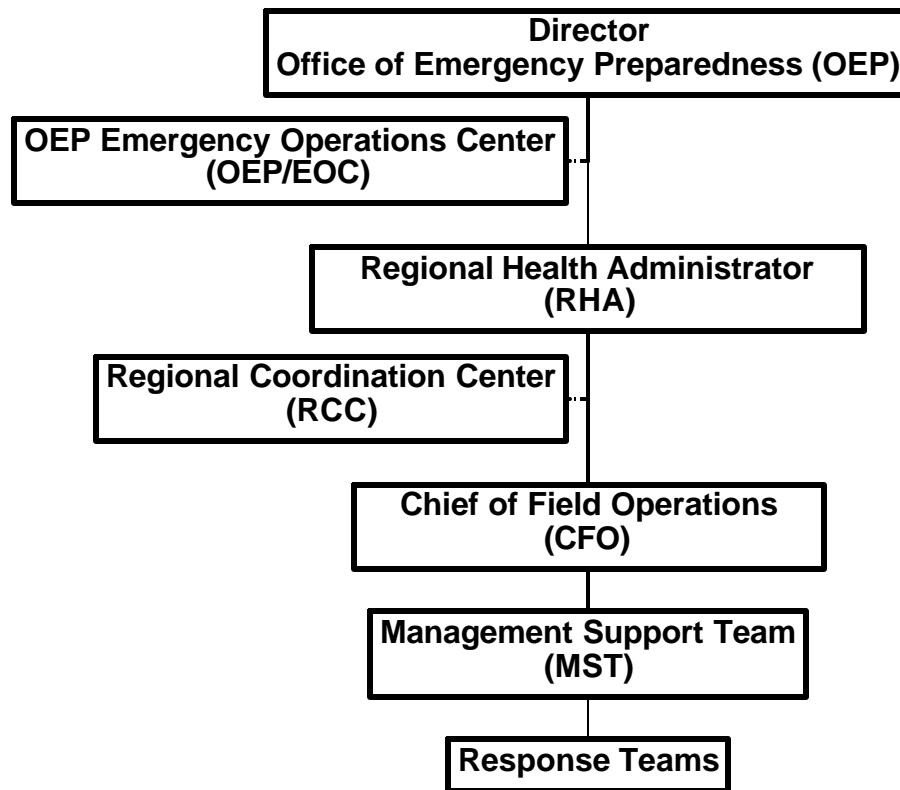 Director
Office of Emergency Preparedness (OEP)
OEP Emergency Operations Center
(OEP/EOC)
Regional Health Administrator
(RHA)
Regional Coordination Center
(RCC)
Chief of Field Operations
(CFO)
Management Support Team
(MST)
Response Teams